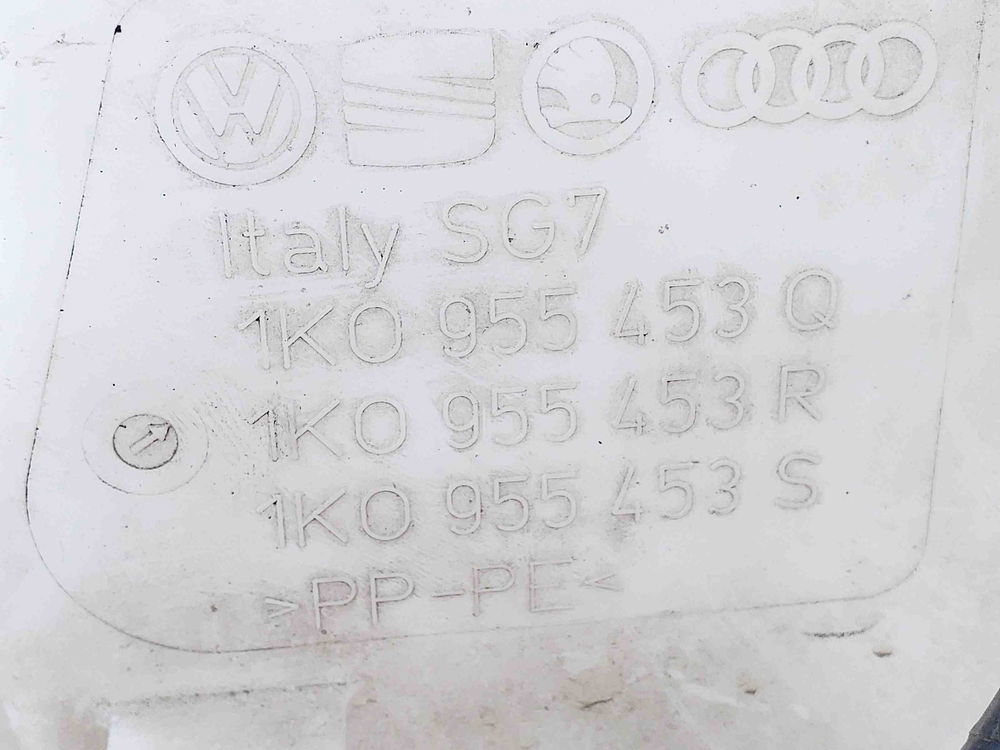 Italy SG7
1K0 955 453 Q
1K0 955 453 R
1K0 955 453 S
>PP-PE<